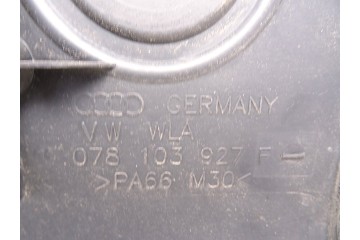 GERMANY
VW WLA
078 103 927 F
>PA66 M30<